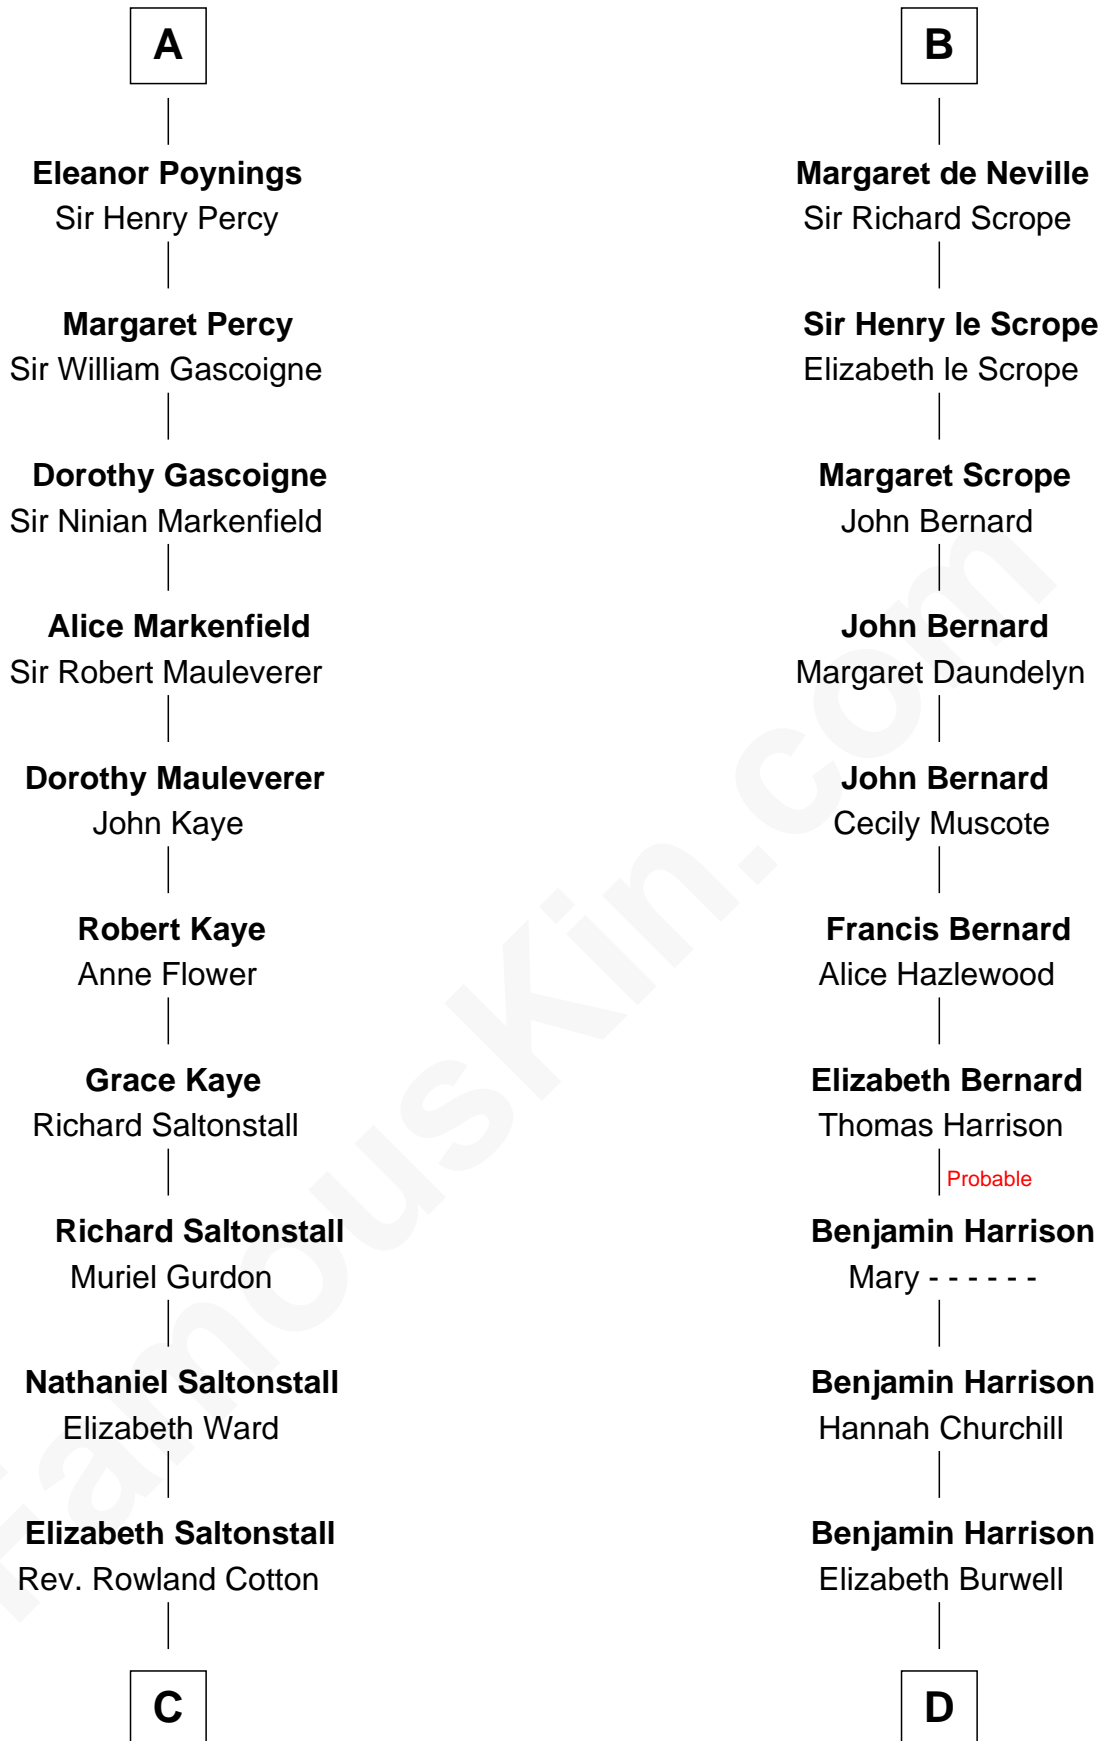 A
Eleanor Poynings
Sir Henry Percy
Margaret Percy
Sir William Gascoigne
Dorothy Gascoigne
Sir Ninian Markenfield
Alice Markenfield
Sir Robert Mauleverer
Dorothy Mauleverer
John Kaye
Robert Kaye
Anne Flower
Grace Kaye
Richard Saltonstall
Richard Saltonstall
Muriel Gurdon
Nathaniel Saltonstall
Elizabeth Ward
Elizabeth Saltonstall
Rev. Rowland Cotton
C
B
Margaret de Neville
Sir Richard Scrope
Sir Henry le Scrope
Elizabeth le Scrope
Margaret Scrope
John Bernard
John Bernard
Margaret Daundelyn
John Bernard
Cecily Muscote
Francis Bernard
Alice Hazlewood
Elizabeth Bernard
Thomas Harrison
Probable
Benjamin Harrison
Mary - - - - - -
Benjamin Harrison
Hannah Churchill
Benjamin Harrison
Elizabeth Burwell
D
FamousKin.com